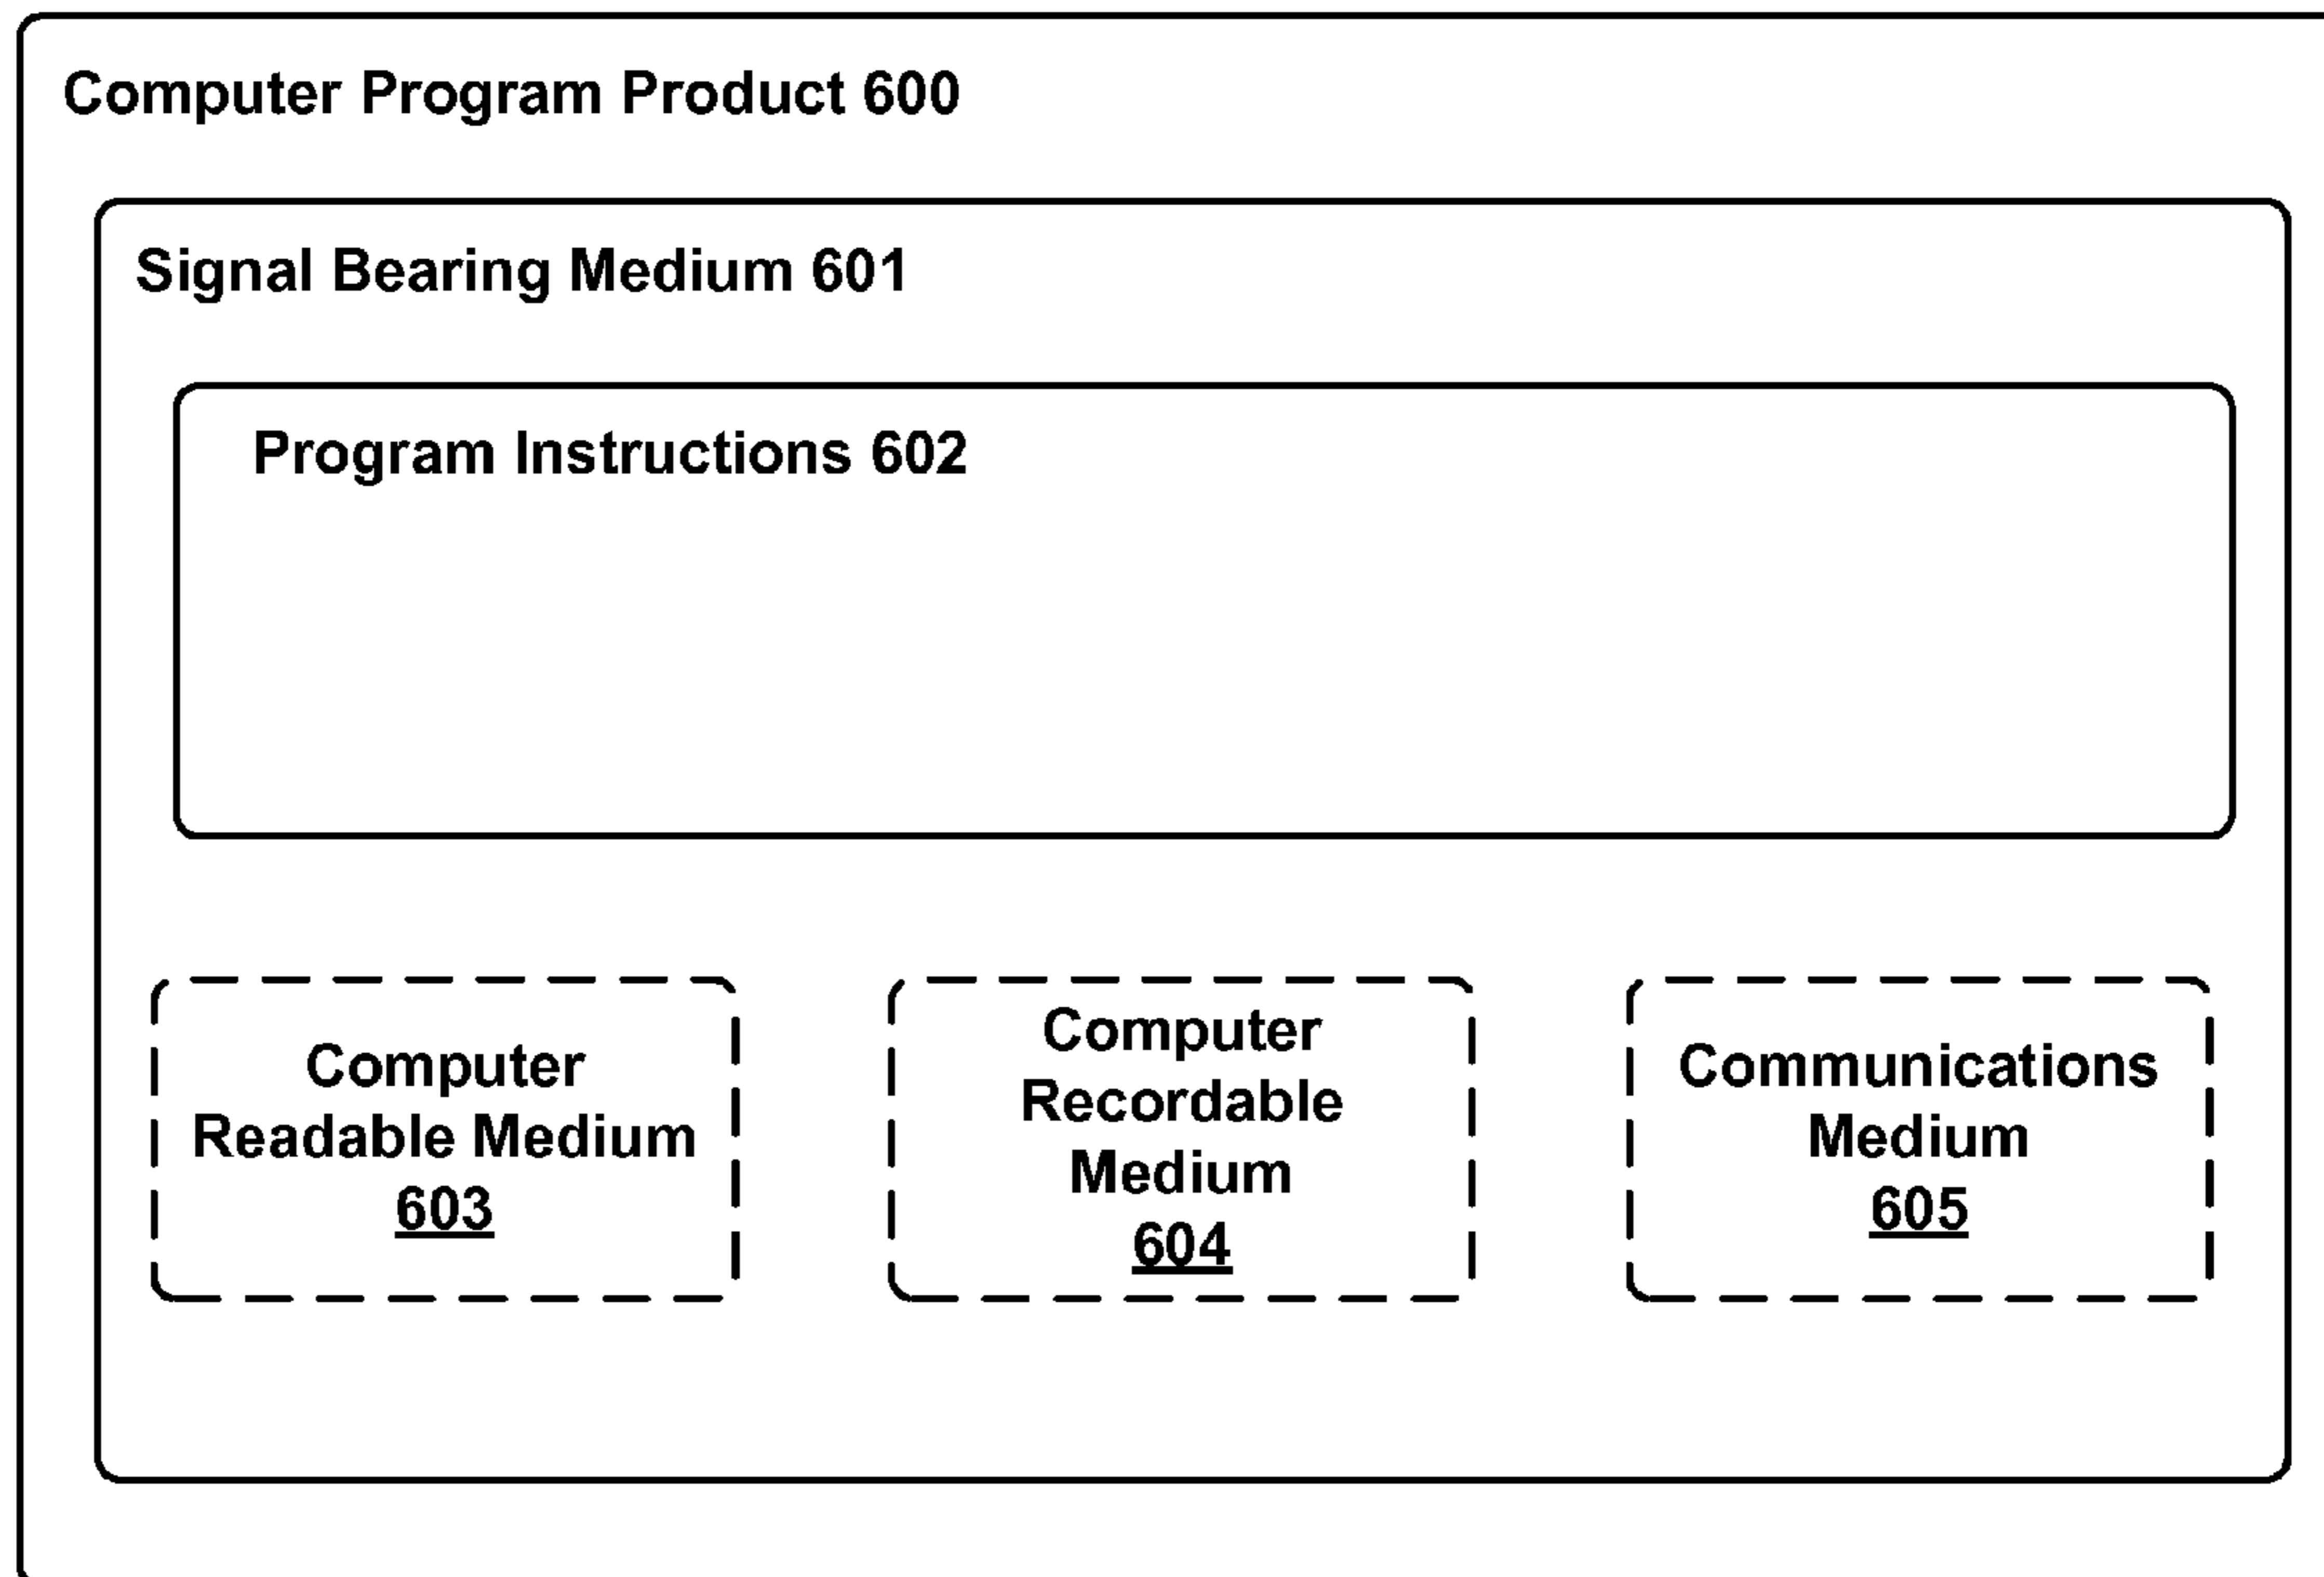 Computer Program Product 600
Signal Bearing Medium 601
Program Instructions 602
Computer
Readable Medium
603
Computer
Recordable
Medium
604
Communications
Medium
605